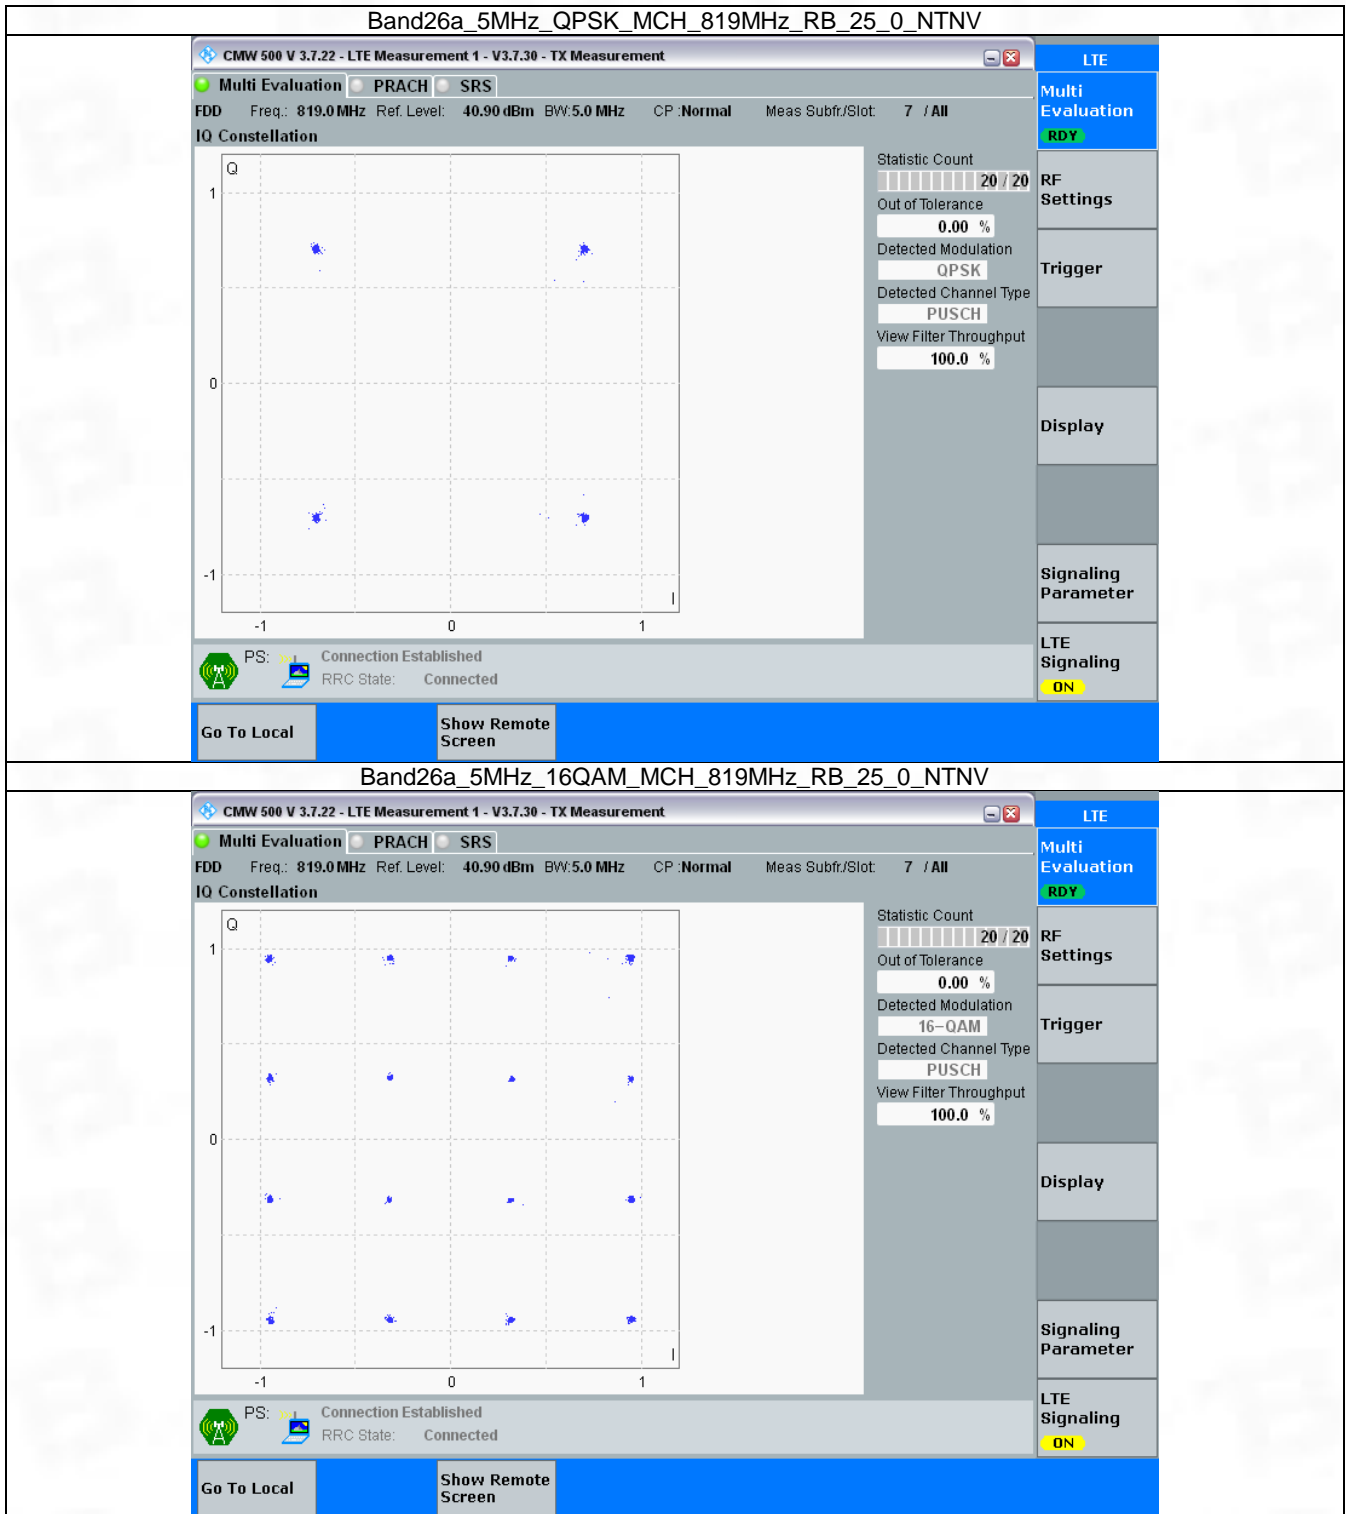 Band26a_5MHz_QPSK_MCH_819MHz_RB_25_0_NTNV
CMW 500 V 3.7.22 - LTE Measurement 1 - V3.7.30 - TX Measurement
LTE
Multi Evaluation PRACH SRS
FDD Freq.: 819.0 MHz Ref. Level: 40.90 dBm BW: 5.0 MHz CP : Normal Meas Subfr./Slot: 7 / All
IQ Constellation
Q
1
0
-1
I
-1 0 1
Statistic Count
20 / 20
Out of Tolerance
0.00 %
Detected Modulation
QPSK
Detected Channel Type
PUSCH
View Filter Throughput
100.0 %
Multi
Evaluation
RDY
RF
Settings
Trigger
Display
Signaling
Parameter
LTE
Signaling
ON
PS: Connection Established
RRC State: Connected
Go To Local
Show Remote
Screen
Band26a_5MHz_16QAM_MCH_819MHz_RB_25_0_NTNV
CMW 500 V 3.7.22 - LTE Measurement 1 - V3.7.30 - TX Measurement
LTE
Multi Evaluation PRACH SRS
FDD Freq.: 819.0 MHz Ref. Level: 40.90 dBm BW: 5.0 MHz CP : Normal Meas Subfr./Slot: 7 / All
IQ Constellation
Q
1
0
-1
I
-1 0 1
Statistic Count
20 / 20
Out of Tolerance
0.00 %
Detected Modulation
16-QAM
Detected Channel Type
PUSCH
View Filter Throughput
100.0 %
Multi
Evaluation
RDY
RF
Settings
Trigger
Display
Signaling
Parameter
LTE
Signaling
ON
PS: Connection Established
RRC State: Connected
Go To Local
Show Remote
Screen